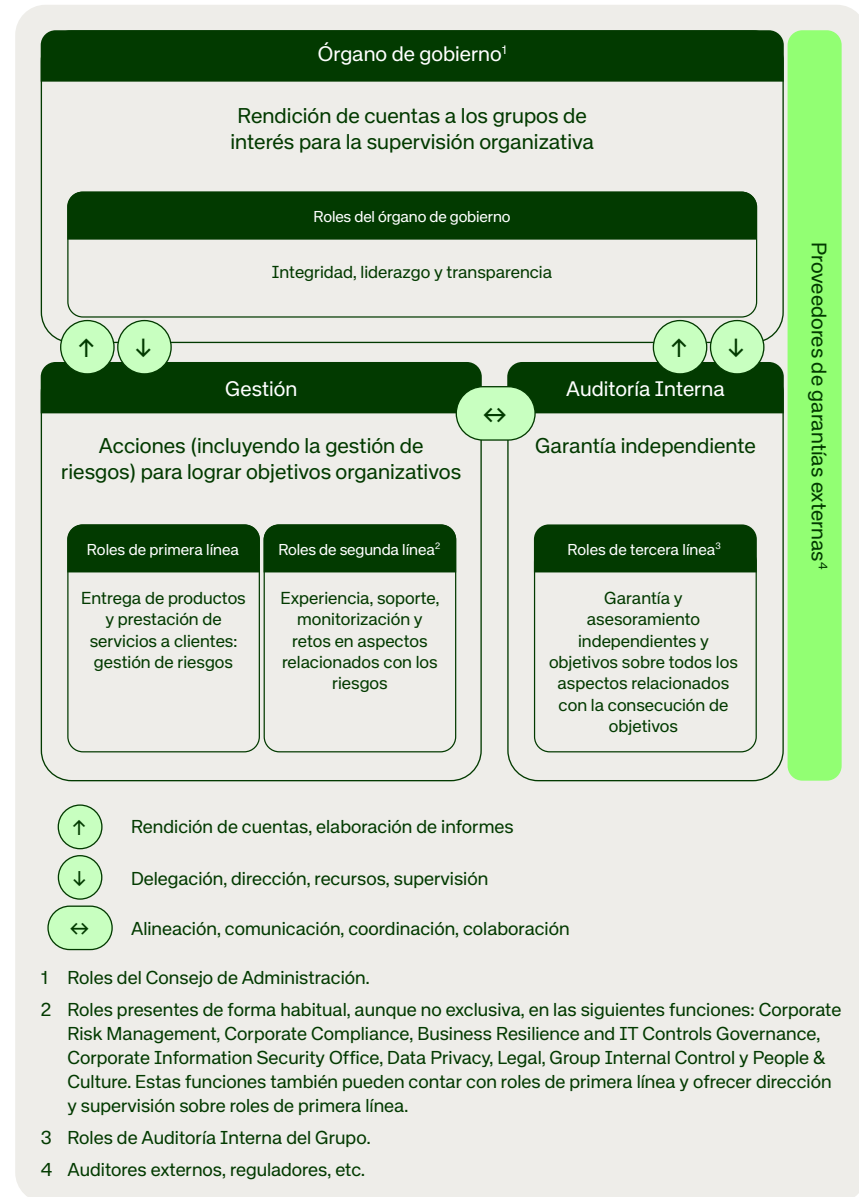 Órgano de gobierno¹
Rendición de cuentas a los grupos de
interés para la supervisión organizativa
Roles del órgano de gobierno
Integridad, liderazgo y transparencia
↑ ↓
↑ ↓
Gestión
↔
Auditoría Interna
Acciones (incluyendo la gestión de
riesgos) para lograr objetivos organizativos
Garantía independiente
Roles de primera línea
Entrega de productos
y prestación de
servicios a clientes:
gestión de riesgos
Roles de segunda línea²
Experiencia, soporte,
monitorización y
retos en aspectos
relacionados con los
riesgos
Roles de tercera línea³
Garantía y
asesoramiento
independientes y
objetivos sobre todos los
aspectos relacionados
con la consecución de
objetivos
Proveedores de garantías externas⁴
↑ Rendición de cuentas, elaboración de informes
↓ Delegación, dirección, recursos, supervisión
↔ Alineación, comunicación, coordinación, colaboración
1 Roles del Consejo de Administración.
2 Roles presentes de forma habitual, aunque no exclusiva, en las siguientes funciones: Corporate
Risk Management, Corporate Compliance, Business Resilience and IT Controls Governance,
Corporate Information Security Office, Data Privacy, Legal, Group Internal Control y People &
Culture. Estas funciones también pueden contar con roles de primera línea y ofrecer dirección
y supervisión sobre roles de primera línea.
3 Roles de Auditoría Interna del Grupo.
4 Auditores externos, reguladores, etc.